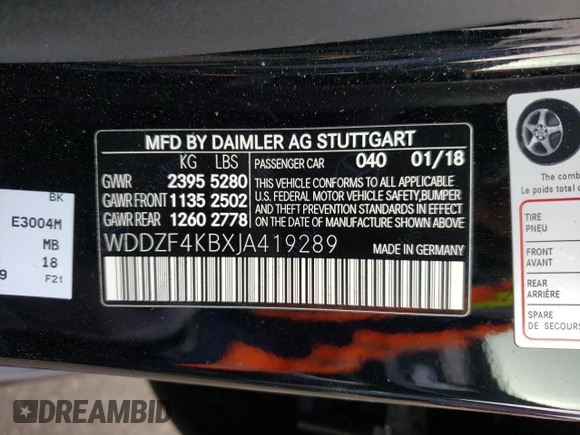 MFD BY DAIMLER AG STUTTGART
KG LBS
PASSENGER CAR 040 01/18
GVWR 2395 5280
GAWR FRONT 1135 2502
GAWR REAR 1260 2778
THIS VEHICLE CONFORMS TO ALL APPLICABLE
U.S. FEDERAL MOTOR VEHICLE SAFETY,BUMPER
AND THEFT PREVENTION STANDARDS IN EFFECT
ON THE DATE OF MANUFACTURE SHOWN ABOVE
WDDZF4KBXJA419289
MADE IN GERMANY
BK
E3004M
MB
18
9
F21
The comb
Le poids total
TIRE
PNEU
FRONT
AVANT
REAR
ARRIÈRE
SPARE
DE SECOURS
DREAMBID